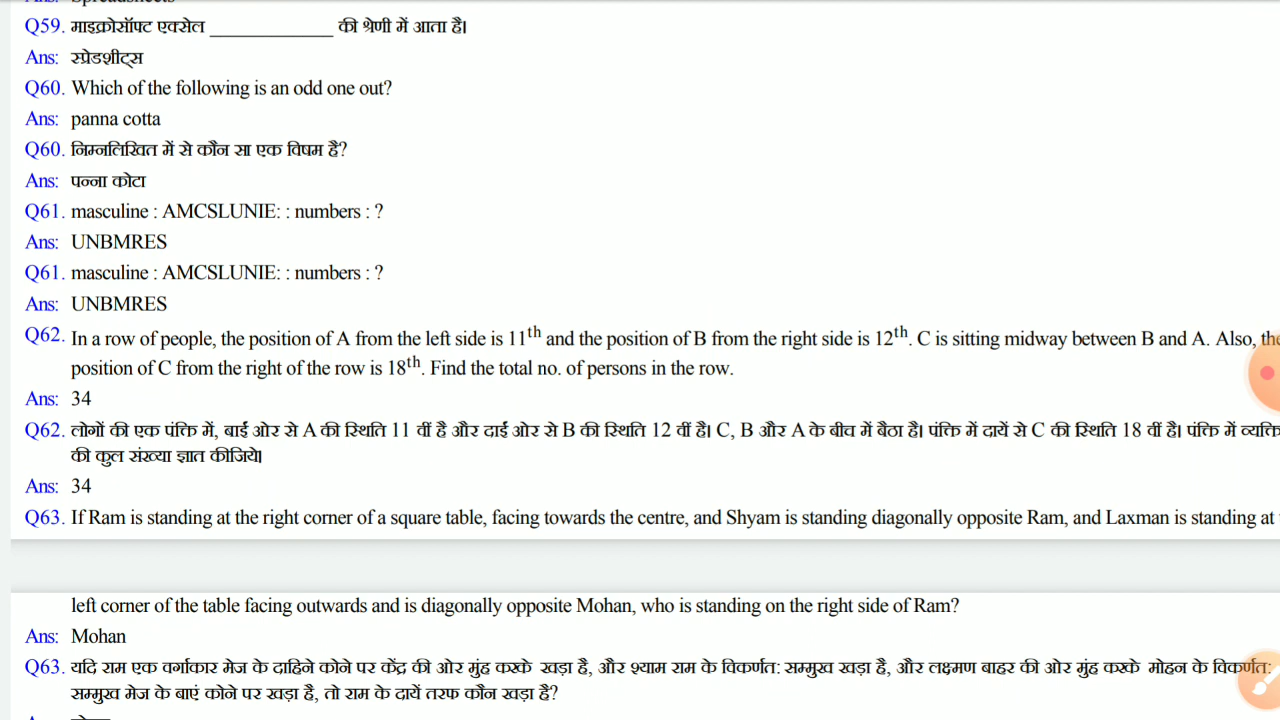 Ans: Spreadsheets
Q59. माइक्रोसॉफ्ट एक्सेल ____________ की श्रेणी में आता है।
Ans: स्प्रेडशीट्स
Q60. Which of the following is an odd one out?
Ans: panna cotta
Q60. निम्नलिखित में से कौन सा एक विषम है?
Ans: पन्ना कोटा
Q61. masculine : AMCSLUNIE: : numbers : ?
Ans: UNBMRES
Q61. masculine : AMCSLUNIE: : numbers : ?
Ans: UNBMRES
Q62. In a row of people, the position of A from the left side is 11th and the position of B from the right side is 12th. C is sitting midway between B and A. Also, the
position of C from the right of the row is 18th. Find the total no. of persons in the row.
Ans: 34
Q62. लोगों की एक पंक्ति में, बाईं ओर से A की स्थिति 11 वीं है और दाईं ओर से B की स्थिति 12 वीं है। C, B और A के बीच में बैठा है। पंक्ति में दायें से C की स्थिति 18 वीं है। पंक्ति में व्यक्ति
की कुल संख्या ज्ञात कीजिये।
Ans: 34
Q63. If Ram is standing at the right corner of a square table, facing towards the centre, and Shyam is standing diagonally opposite Ram, and Laxman is standing at
left corner of the table facing outwards and is diagonally opposite Mohan, who is standing on the right side of Ram?
Ans: Mohan
Q63. यदि राम एक वर्गाकार मेज के दाहिने कोने पर केंद्र की ओर मुंह करके खड़ा है, और श्याम राम के विकर्णत: सम्मुख खड़ा है, और लक्ष्मण बाहर की ओर मुंह करके मोहन के विकर्णत:
सम्मुख मेज के बाएं कोने पर खड़ा है, तो राम के दायें तरफ कौन खड़ा है?